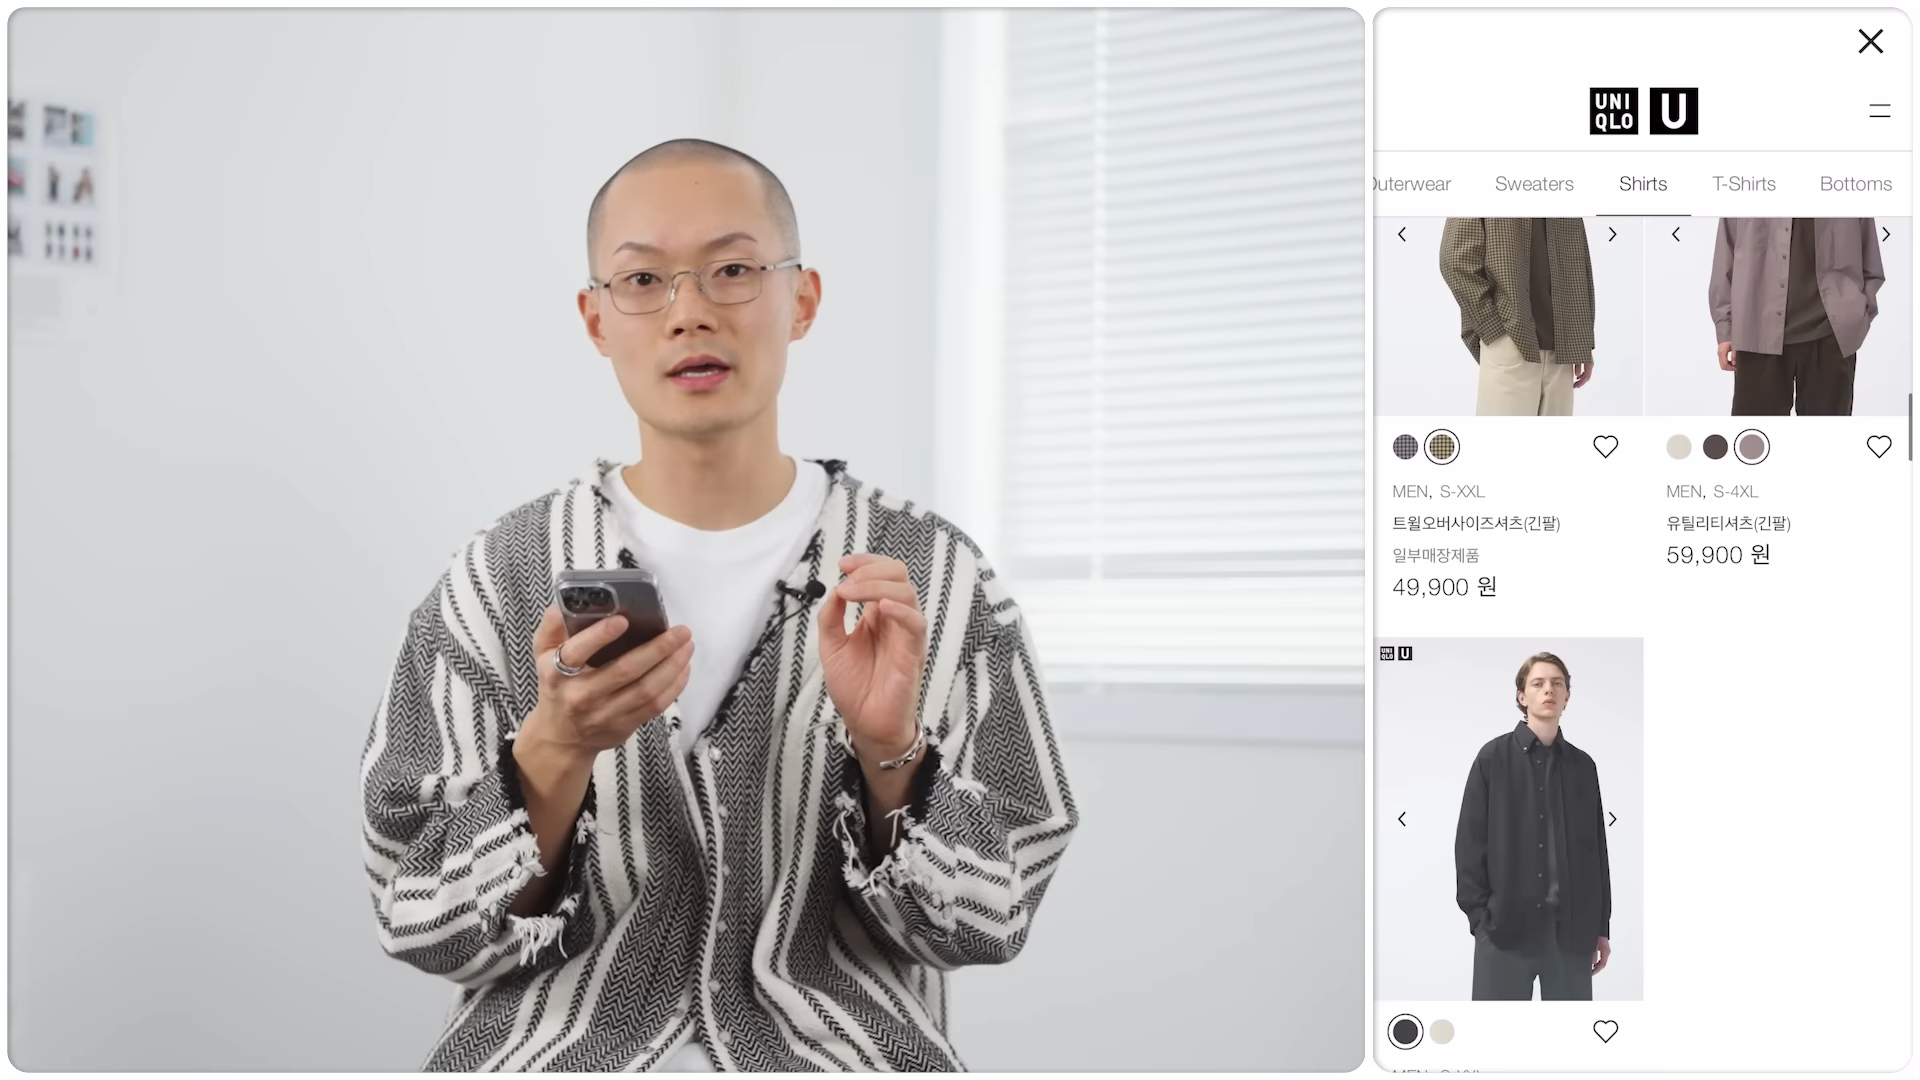 UNI
QLO
U
Outerwear Sweaters Shirts T-Shirts Bottoms
MEN, S-XXL
트윌오버사이즈셔츠(긴팔)
일부매장제품
49,900 원
MEN, S-4XL
유틸리티셔츠(긴팔)
59,900 원
UNI
QLO
U